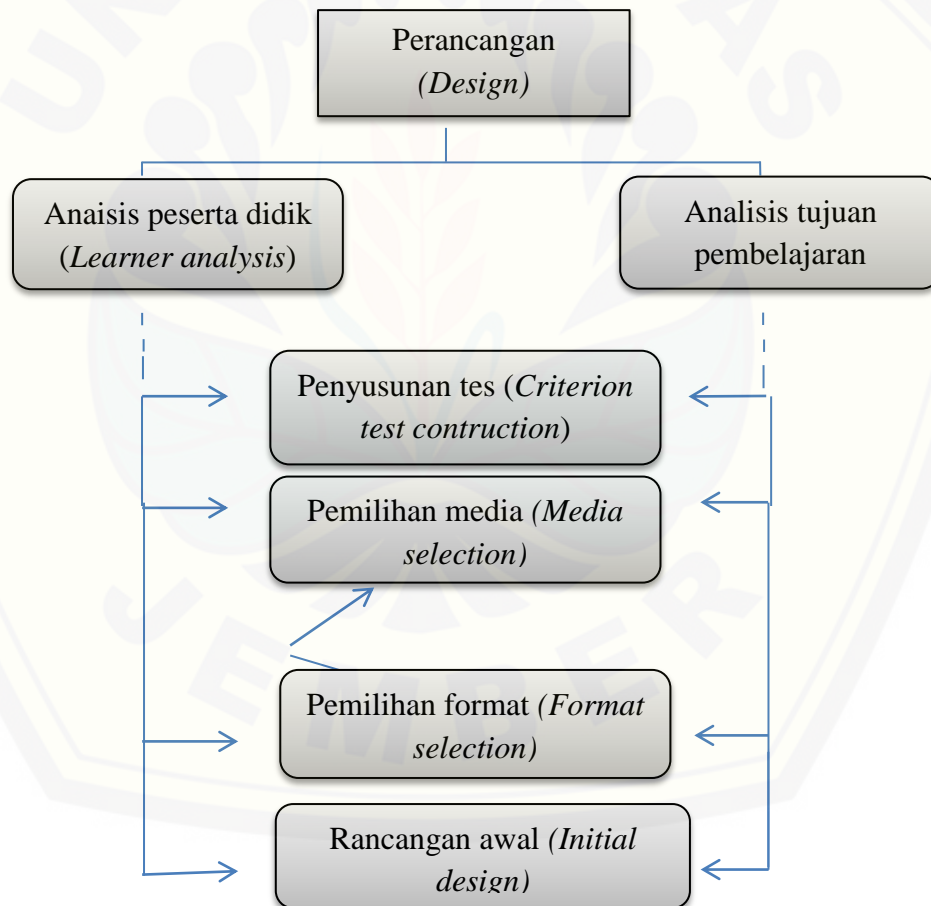 Perancangan
(Design)
Anaisis peserta didik
(Learner analysis)
Analisis tujuan
pembelajaran
Penyusunan tes (Criterion
test contruction)
Pemilihan media (Media
selection)
Pemilihan format (Format
selection)
Rancangan awal (Initial
design)
JEMBER